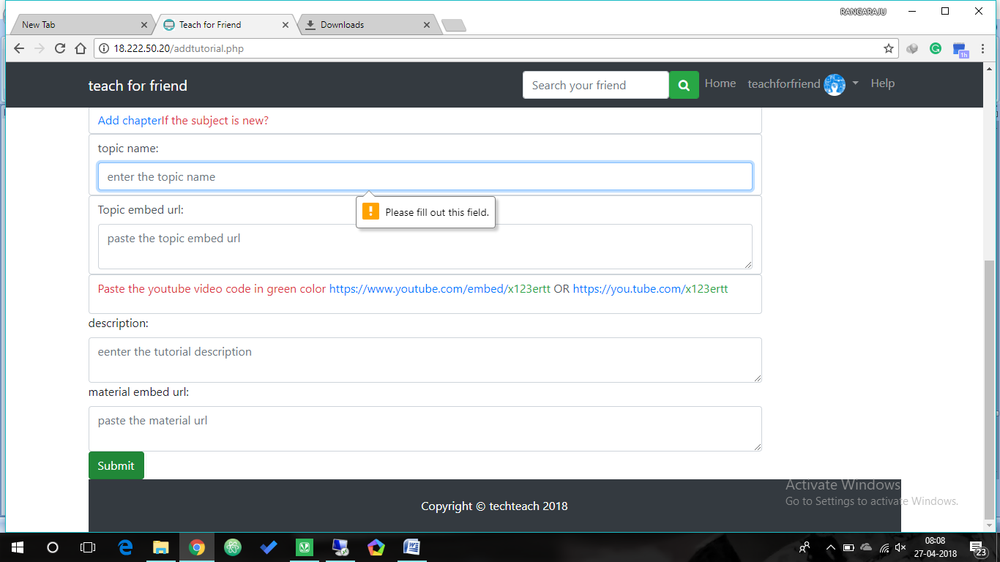 RANGARAJU
New Tab
Teach for Friend
Downloads
18.222.50.20/addtutorial.php
1h
teach for friend
Search your friend
Home
teachforfriend
Help
Add chapterIf the subject is new?
topic name:
enter the topic name
Please fill out this field.
Topic embed url:
paste the topic embed url
Paste the youtube video code in green color https://www.youtube.com/embed/x123ertt OR https://you.tube.com/x123ertt
description:
eenter the tutorial description
material embed url:
paste the material url
Submit
Activate Windows
Go to Settings to activate Windows.
Copyright © techteach 2018
08:08
27-04-2018
23